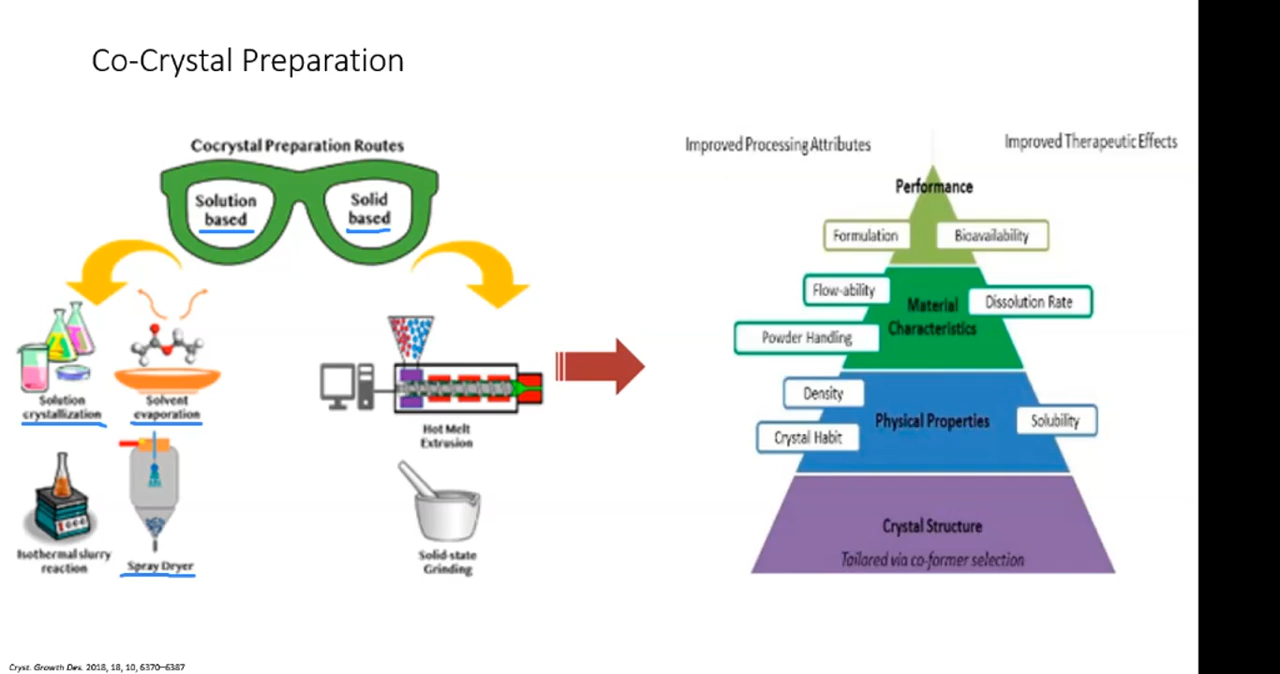 Co-Crystal Preparation
Cocrystal Preparation Routes
Solution
based
Solid
based
Solution
crystallization
Solvent
evaporation
Isothermal slurry
reaction
Spray Dryer
Hot Melt
Extrusion
Solid-state
Grinding
Improved Processing Attributes
Improved Therapeutic Effects
Performance
Formulation
Bioavailability
Flow-ability
Material
Characteristics
Dissolution Rate
Powder Handling
Density
Physical Properties
Solubility
Crystal Habit
Crystal Structure
Tailored via co-former selection
Cryst. Growth Des. 2018, 18, 10, 6370–6387